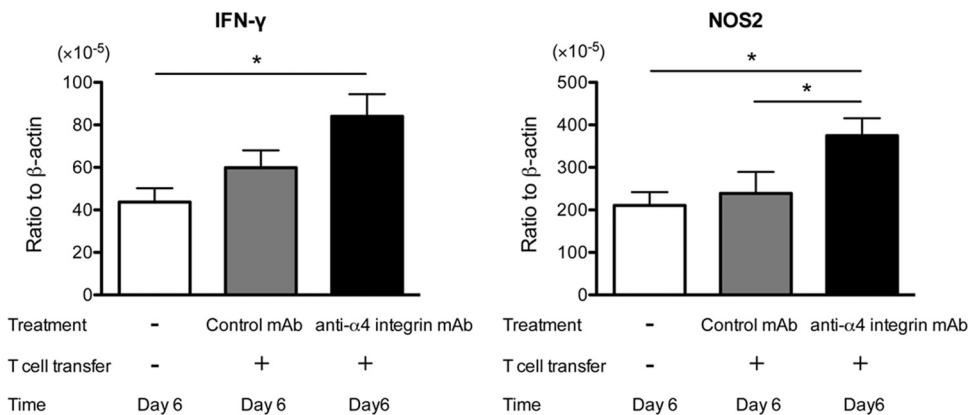 IFN-γ
(×10⁻⁵)
*
100
80
60
40
20
0
Ratio to β-actin
Treatment - Control mAb anti-α4 integrin mAb
T cell transfer - + +
Time Day 6 Day 6 Day6
NOS2
(×10⁻⁵)
*
*
500
400
300
200
100
0
Ratio to β-actin
Treatment - Control mAb anti-α4 integrin mAb
T cell transfer - + +
Time Day 6 Day 6 Day6